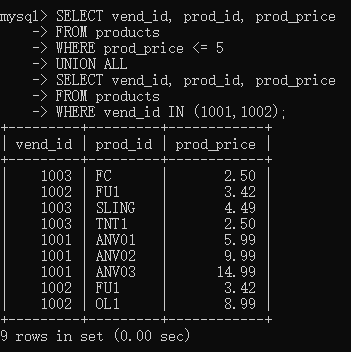 mysql> SELECT vend_id, prod_id, prod_price
    -> FROM products
    -> WHERE prod_price <= 5
    -> UNION ALL
    -> SELECT vend_id, prod_id, prod_price
    -> FROM products
    -> WHERE vend_id IN (1001,1002);
+---------+---------+------------+
| vend_id | prod_id | prod_price |
+---------+---------+------------+
|    1003 | FC      |       2.50 |
|    1002 | FU1     |       3.42 |
|    1003 | SLING   |       4.49 |
|    1003 | TNT1    |       2.50 |
|    1001 | ANV01   |       5.99 |
|    1001 | ANV02   |       9.99 |
|    1001 | ANV03   |      14.99 |
|    1002 | FU1     |       3.42 |
|    1002 | OL1     |       8.99 |
+---------+---------+------------+
9 rows in set (0.00 sec)